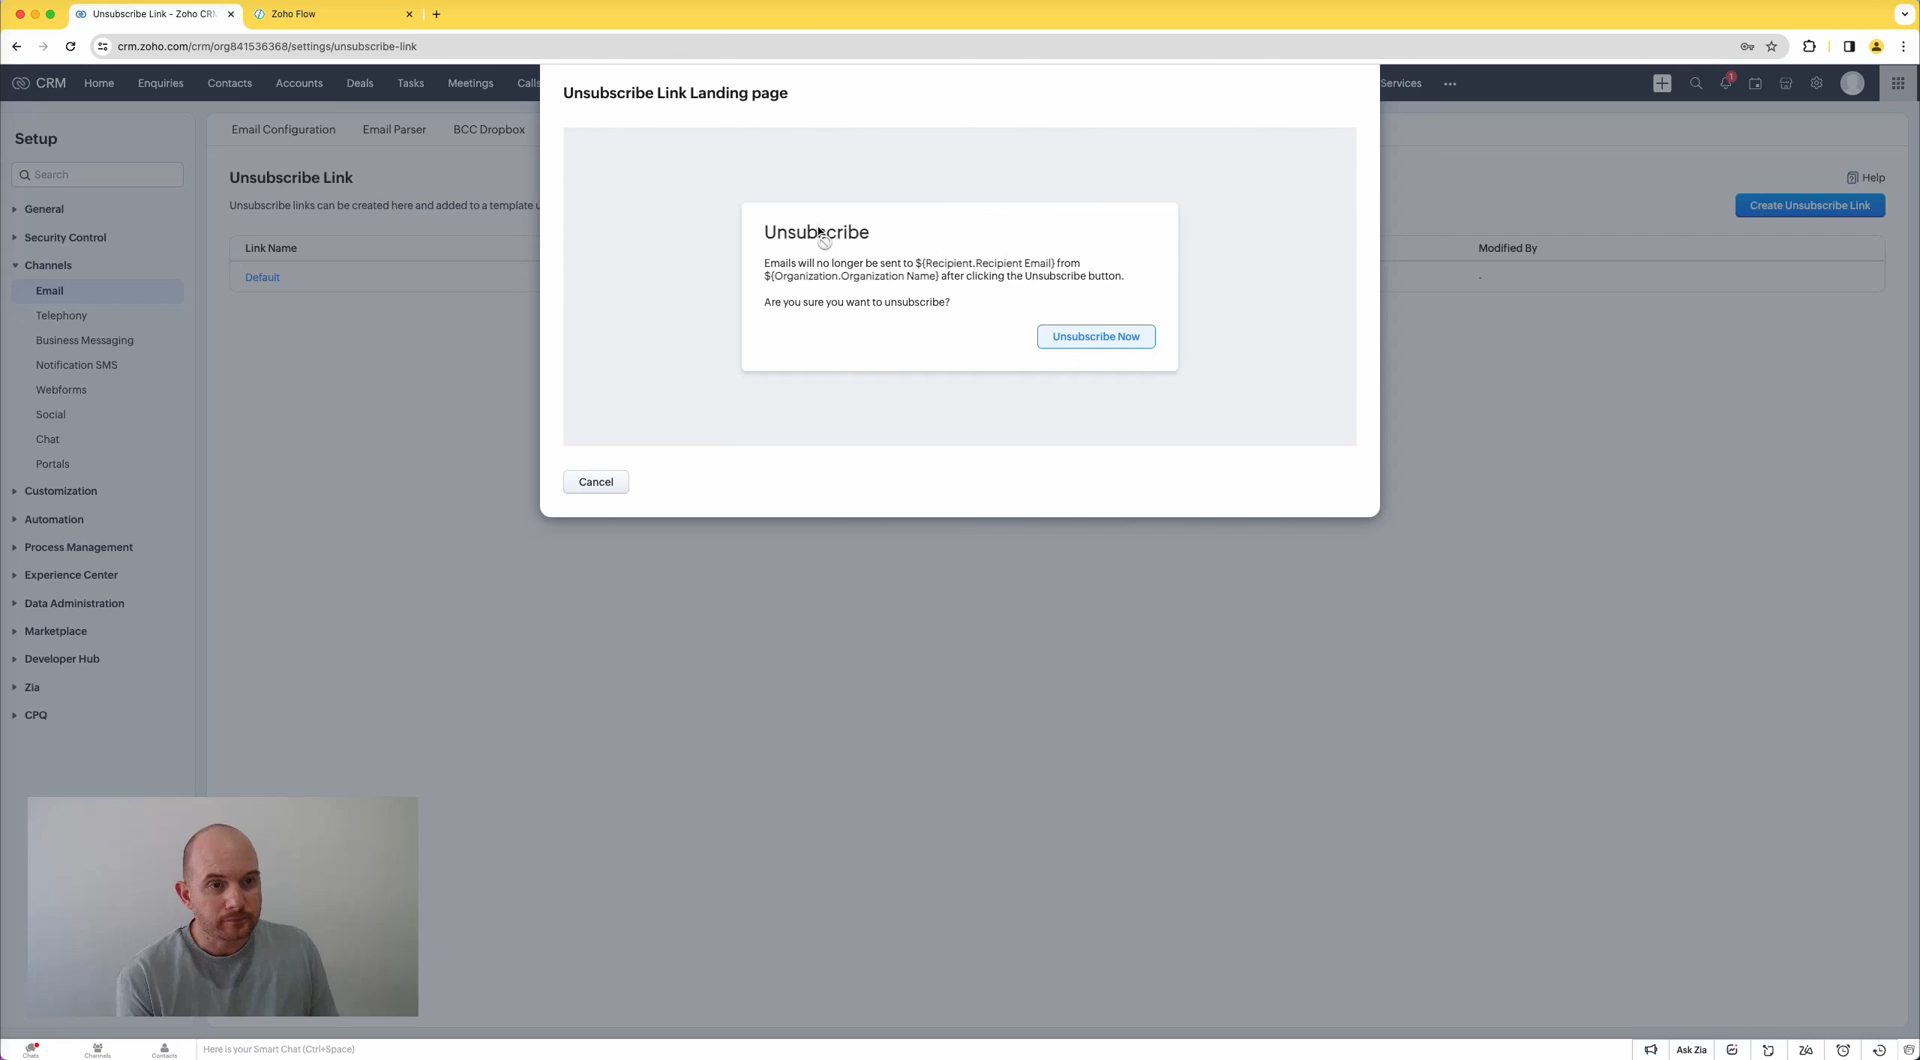 Unsubscribe Link - Zoho CRM
Zoho Flow
crm.zoho.com/crm/org841536368/settings/unsubscribe-link
CRM
Home
Enquiries
Contacts
Accounts
Deals
Tasks
Meetings
Calls
Services
1
Setup
Search
General
Security Control
Channels
Email
Telephony
Business Messaging
Notification SMS
Webforms
Social
Chat
Portals
Customization
Automation
Process Management
Experience Center
Data Administration
Marketplace
Developer Hub
Zia
CPQ
Email Configuration
Email Parser
BCC Dropbox
Unsubscribe Link
Help
Unsubscribe links can be created here and added to a template
Create Unsubscribe Link
Link Name
Modified By
Default
-
Unsubscribe Link Landing page
Unsubscribe
Emails will no longer be sent to ${Recipient.Recipient Email} from
${Organization.Organization Name} after clicking the Unsubscribe button.
Are you sure you want to unsubscribe?
Unsubscribe Now
Cancel
Chats
Channels
Contacts
Here is your Smart Chat (Ctrl+Space)
Ask Zia